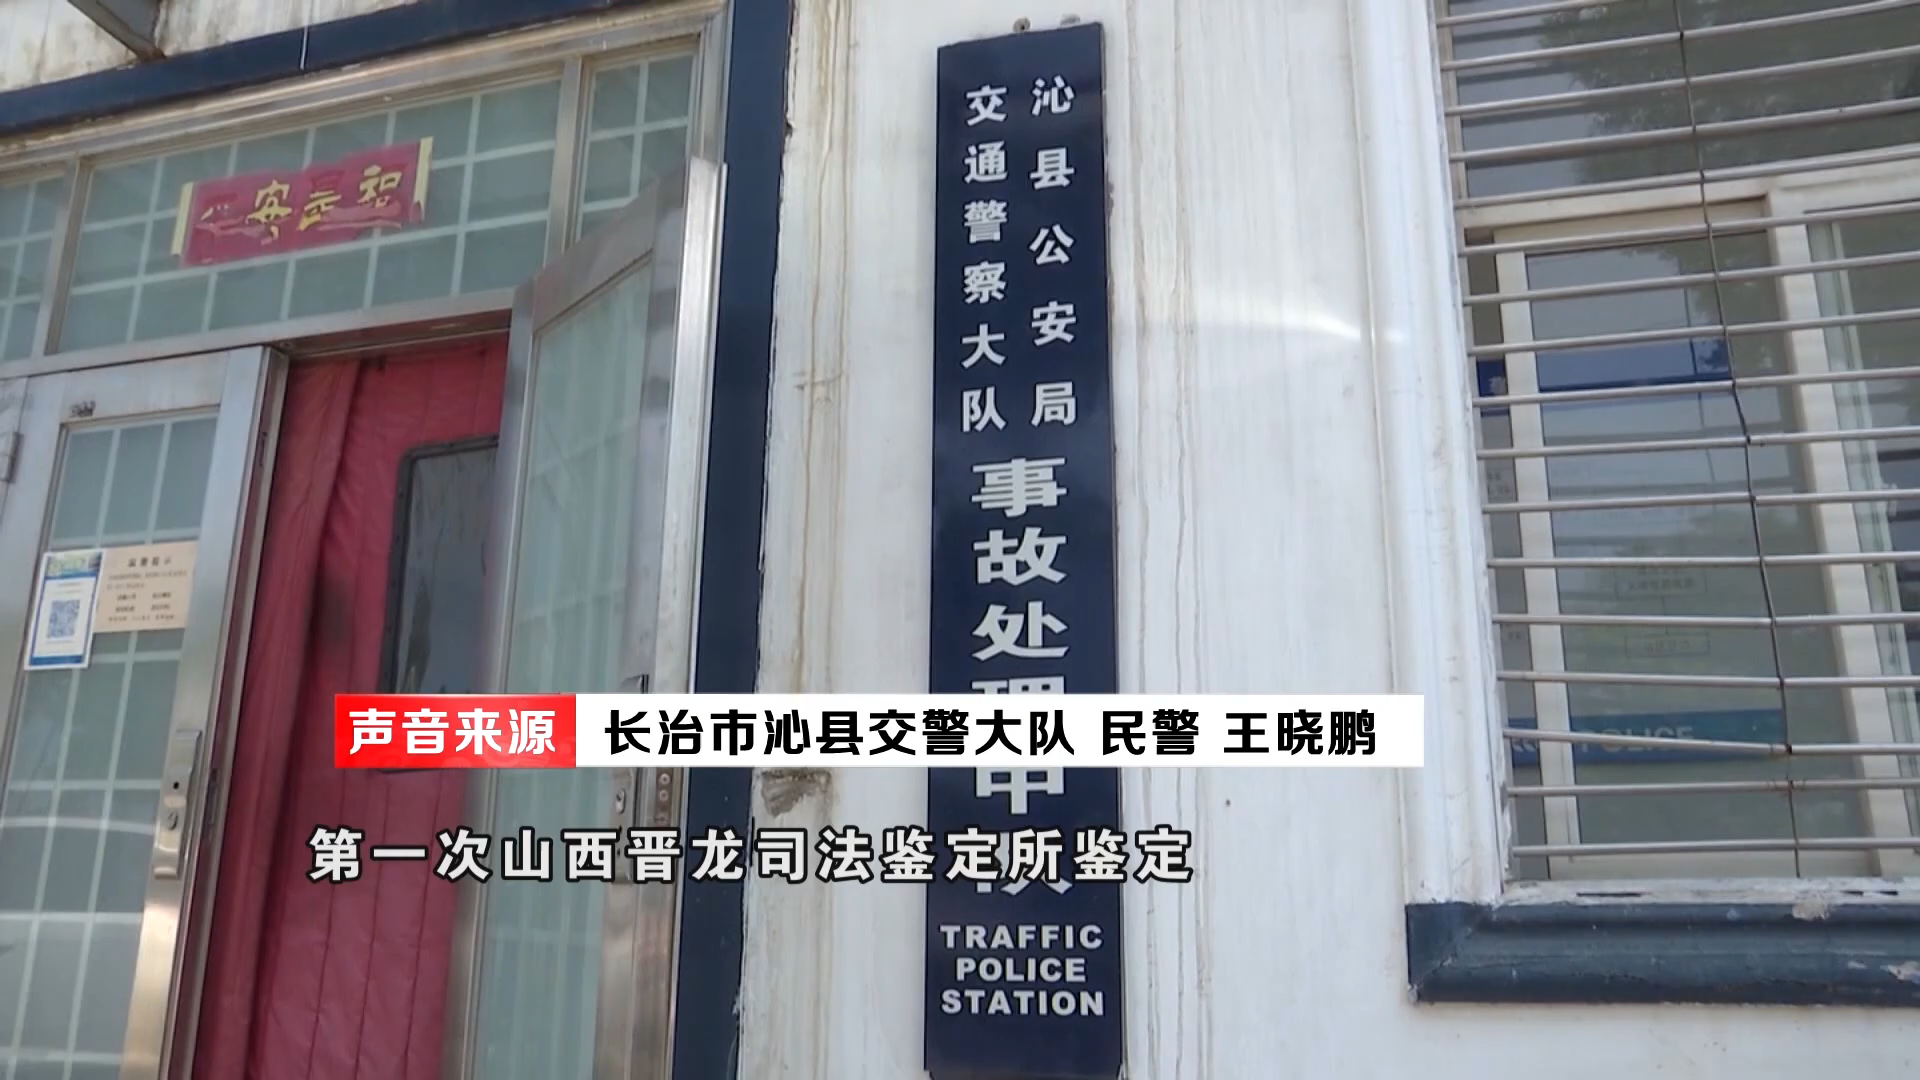 沁县公安局
交通警察大队
事故处理中队
TRAFFIC
POLICE
STATION
POLICE
声音来源
长治市沁县交警大队 民警 王晓鹏
第一次山西晋龙司法鉴定所鉴定